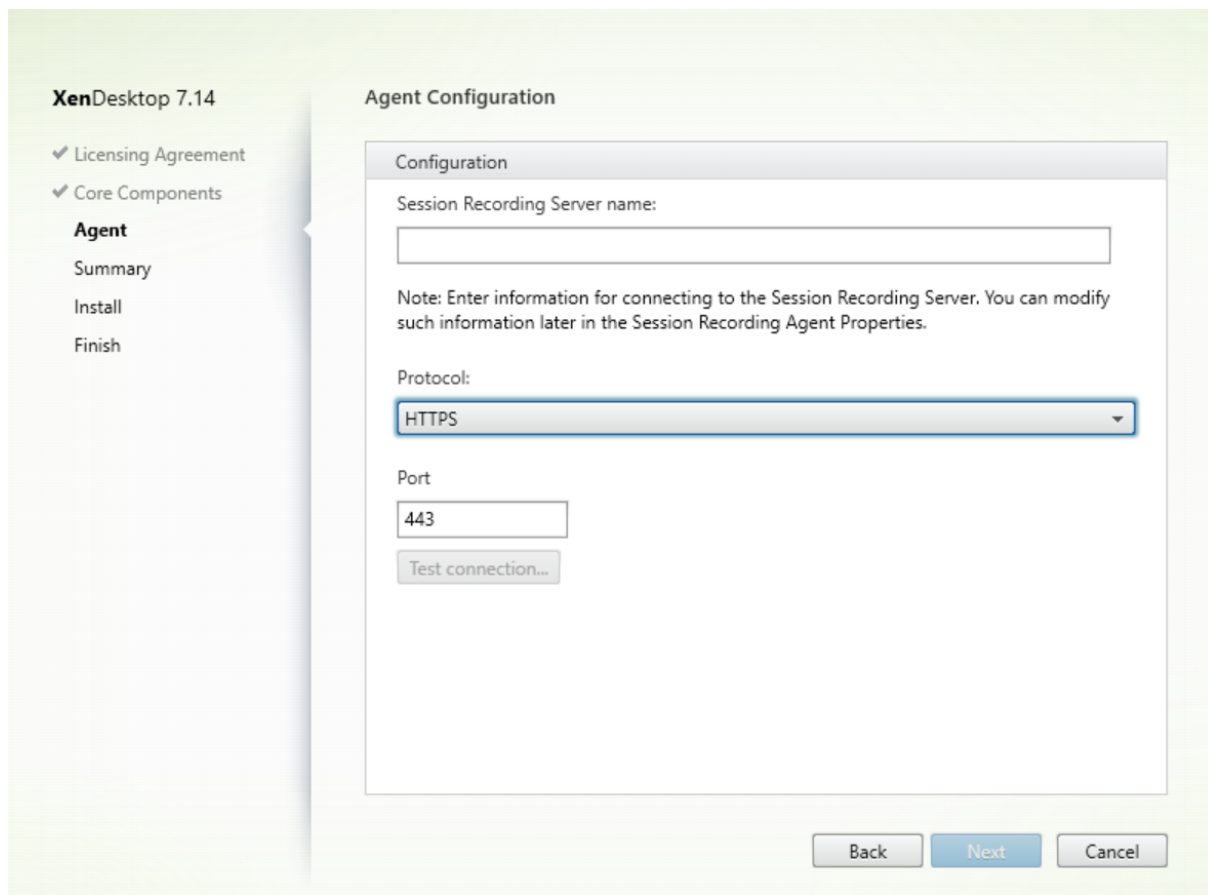 XenDesktop 7.14
Licensing Agreement
Core Components
Agent
Summary
Install
Finish
Agent Configuration
Configuration
Session Recording Server name:
Note: Enter information for connecting to the Session Recording Server. You can modify
such information later in the Session Recording Agent Properties.
Protocol:
HTTPS
Port
443
Test connection...
Back
Next
Cancel